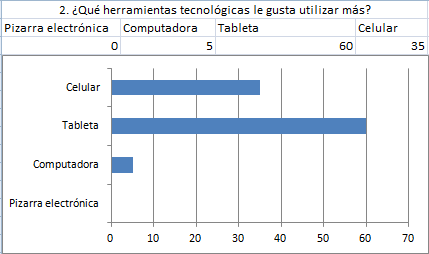 2. ¿Qué herramientas tecnológicas le gusta utilizar más?
Pizarra electrónica Computadora Tableta Celular
0 5 60 35
Celular
Tableta
Computadora
Pizarra electrónica
0 10 20 30 40 50 60 70